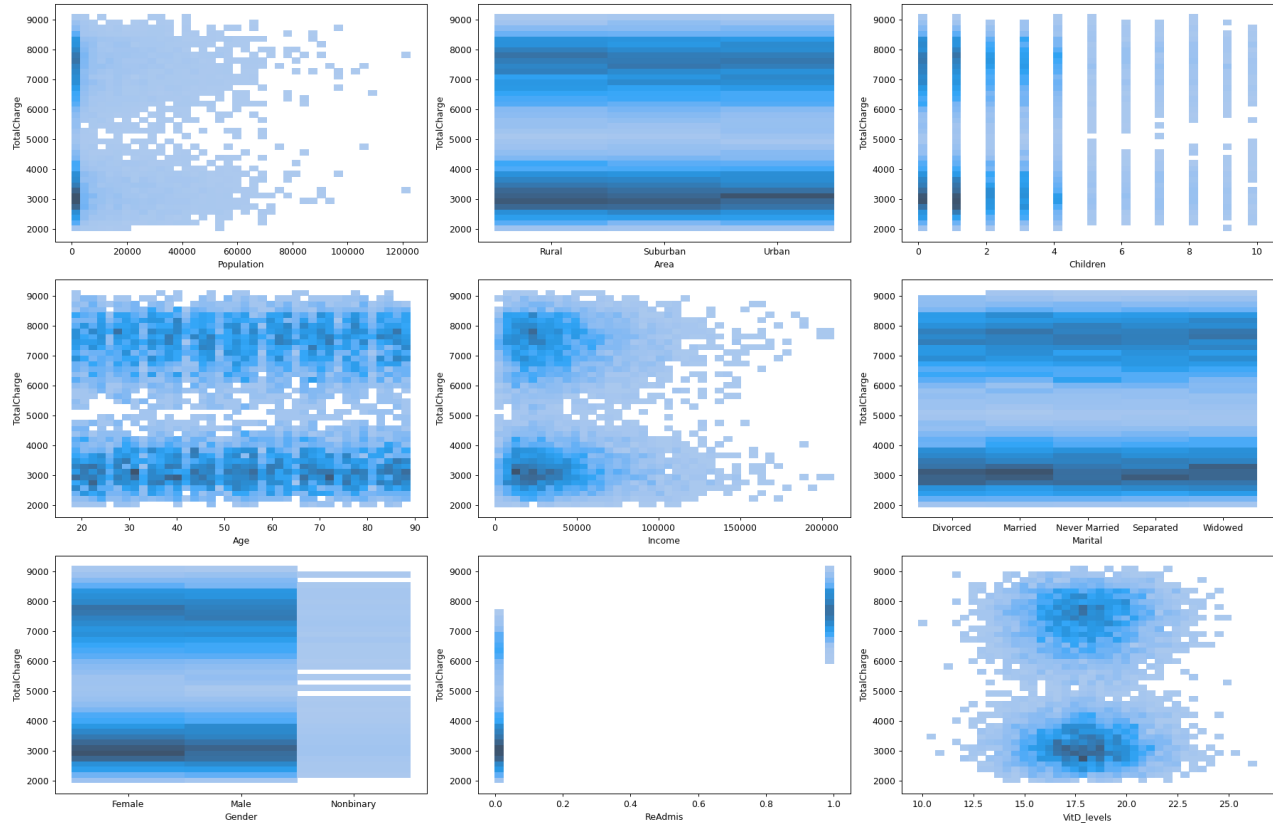 TotalCharge
9000
8000
7000
6000
5000
4000
3000
2000
0 20000 40000 60000 80000 100000 120000
Population
TotalCharge
9000
8000
7000
6000
5000
4000
3000
2000
Rural Suburban Urban
Area
TotalCharge
9000
8000
7000
6000
5000
4000
3000
2000
0 2 4 6 8 10
Children
TotalCharge
9000
8000
7000
6000
5000
4000
3000
2000
20 30 40 50 60 70 80 90
Age
TotalCharge
9000
8000
7000
6000
5000
4000
3000
2000
0 50000 100000 150000 200000
Income
TotalCharge
9000
8000
7000
6000
5000
4000
3000
2000
Divorced Married Never Married Separated Widowed
Marital
TotalCharge
9000
8000
7000
6000
5000
4000
3000
2000
Female Male Nonbinary
Gender
TotalCharge
9000
8000
7000
6000
5000
4000
3000
2000
0.0 0.2 0.4 0.6 0.8 1.0
ReAdmis
TotalCharge
9000
8000
7000
6000
5000
4000
3000
2000
10.0 12.5 15.0 17.5 20.0 22.5 25.0
VitD_levels